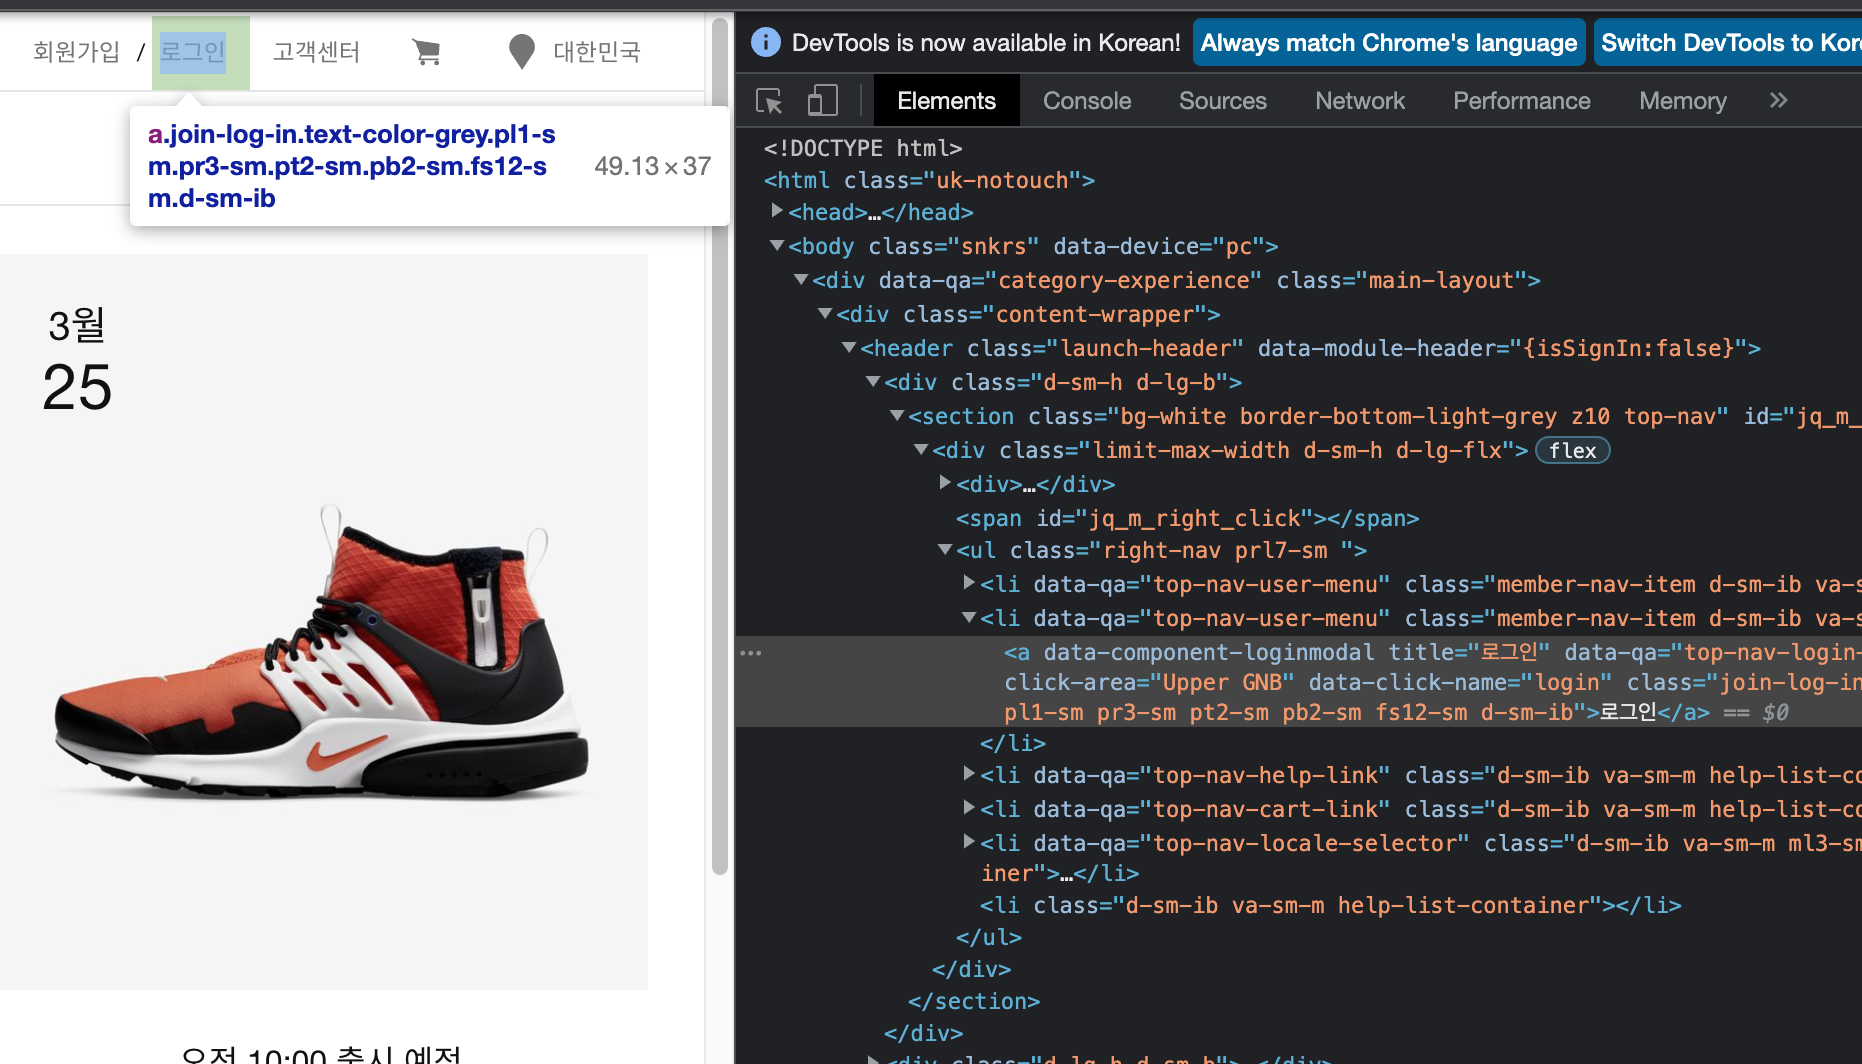 회원가입 / 로그인 고객센터 대한민국
a.join-log-in.text-color-grey.pl1-s
m.pr3-sm.pt2-sm.pb2-sm.fs12-s
m.d-sm-ib
49.13×37
3월
25
오전 10:00 출시 예정
DevTools is now available in Korean! Always match Chrome's language Switch DevTools to Kor
Elements Console Sources Network Performance Memory »
<!DOCTYPE html>
<html class="uk-notouch">
<head>…</head>
<body class="snkrs" data-device="pc">
<div data-qa="category-experience" class="main-layout">
<div class="content-wrapper">
<header class="launch-header" data-module-header="{isSignIn:false}">
<div class="d-sm-h d-lg-b">
<section class="bg-white border-bottom-light-grey z10 top-nav" id="jq_m_
<div class="limit-max-width d-sm-h d-lg-flx"> flex
<div>…</div>
<span id="jq_m_right_click"></span>
<ul class="right-nav prl7-sm ">
<li data-qa="top-nav-user-menu" class="member-nav-item d-sm-ib va-s
<li data-qa="top-nav-user-menu" class="member-nav-item d-sm-ib va-s
<a data-component-loginmodal title="로그인" data-qa="top-nav-login-
click-area="Upper GNB" data-click-name="login" class="join-log-in
pl1-sm pr3-sm pt2-sm pb2-sm fs12-sm d-sm-ib">로그인</a> == $0
</li>
<li data-qa="top-nav-help-link" class="d-sm-ib va-sm-m help-list-co
<li data-qa="top-nav-cart-link" class="d-sm-ib va-sm-m help-list-co
<li data-qa="top-nav-locale-selector" class="d-sm-ib va-sm-m ml3-sm
iner">…</li>
<li class="d-sm-ib va-sm-m help-list-container"></li>
</ul>
</div>
</section>
</div>
<div class="d-lg-h d-sm-b">…</div>